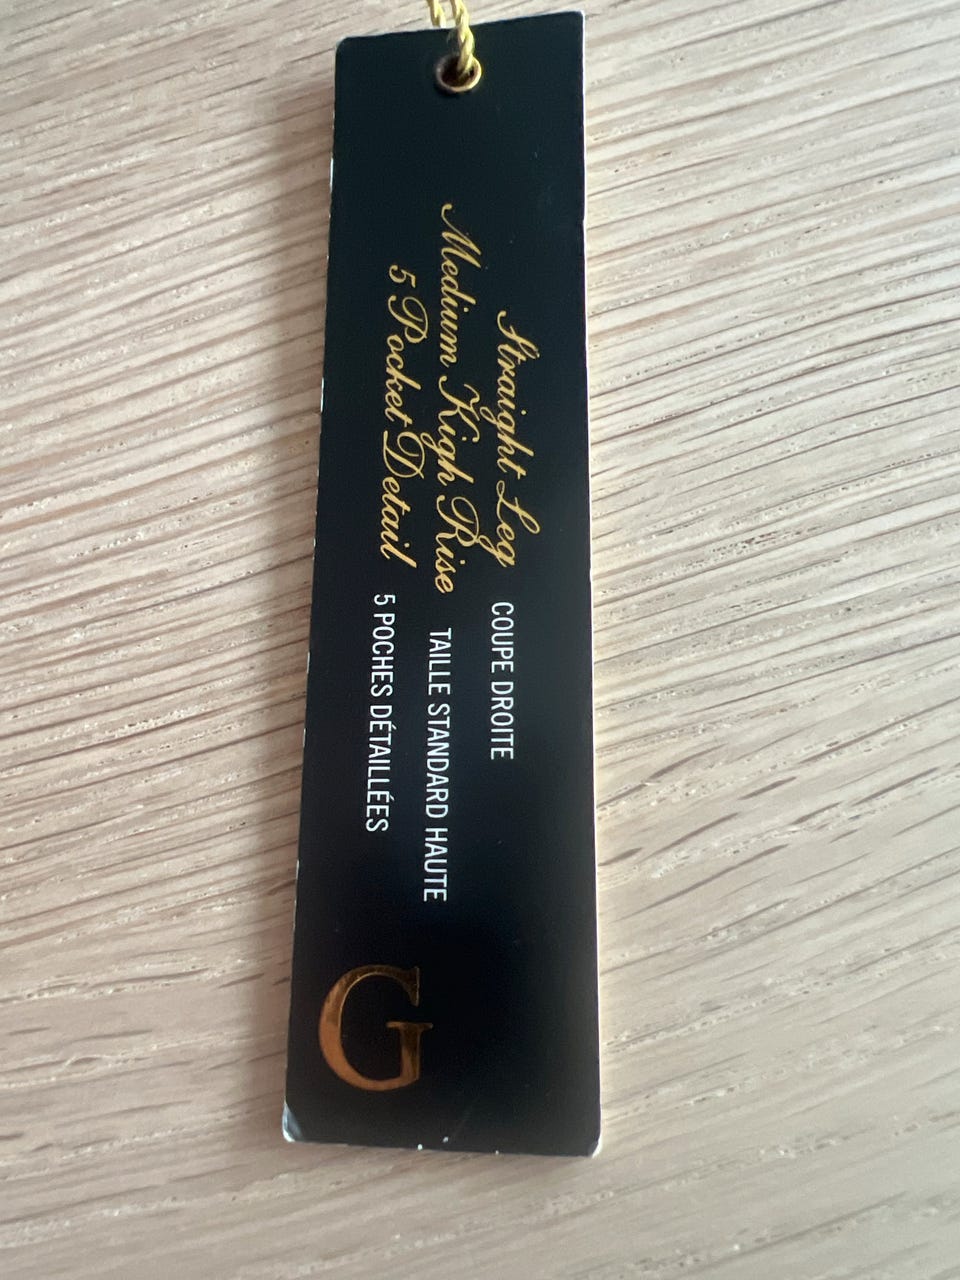 Straight Leg
COUPE DROITE
Medium High Rise
TAILLE STANDARD HAUTE
5 Pocket Detail
5 POCHES DÉTAILLÉES
G